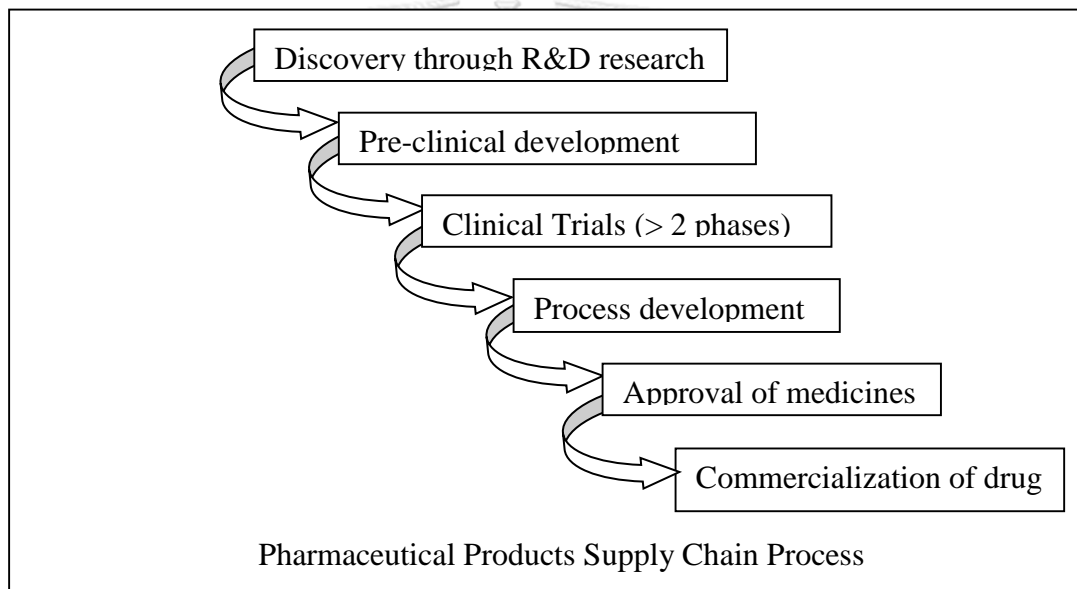 Discovery through R&D research
Pre-clinical development
Clinical Trials (> 2 phases)
Process development
Approval of medicines
Commercialization of drug
Pharmaceutical Products Supply Chain Process